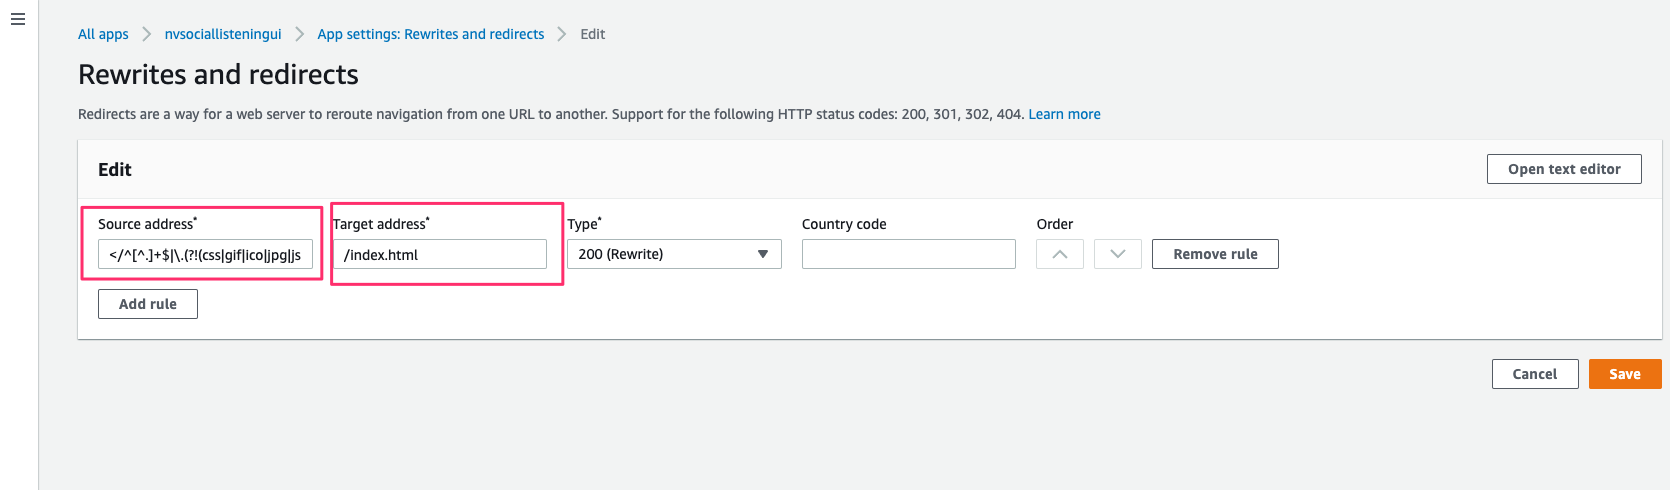 All apps > nvsociallisteningui > App settings: Rewrites and redirects > Edit
Rewrites and redirects
Redirects are a way for a web server to reroute navigation from one URL to another. Support for the following HTTP status codes: 200, 301, 302, 404. Learn more
Edit
Open text editor
Source address* Target address* Type* Country code Order
</^[^.]+$|\.(?!(css|gif|ico|jpg|js /index.html 200 (Rewrite) Remove rule
Add rule
Cancel Save